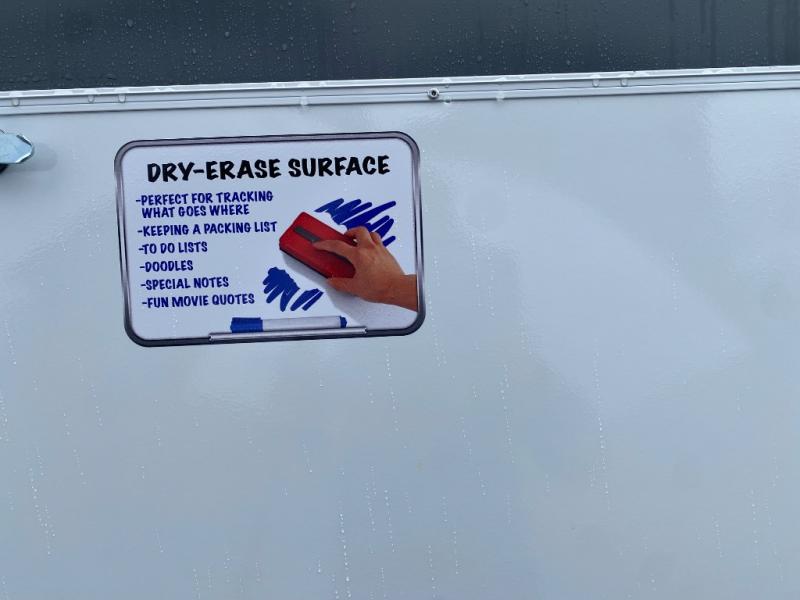 DRY-ERASE SURFACE
-PERFECT FOR TRACKING
WHAT GOES WHERE
-KEEPING A PACKING LIST
-TO DO LISTS
-DOODLES
-SPECIAL NOTES
-FUN MOVIE QUOTES